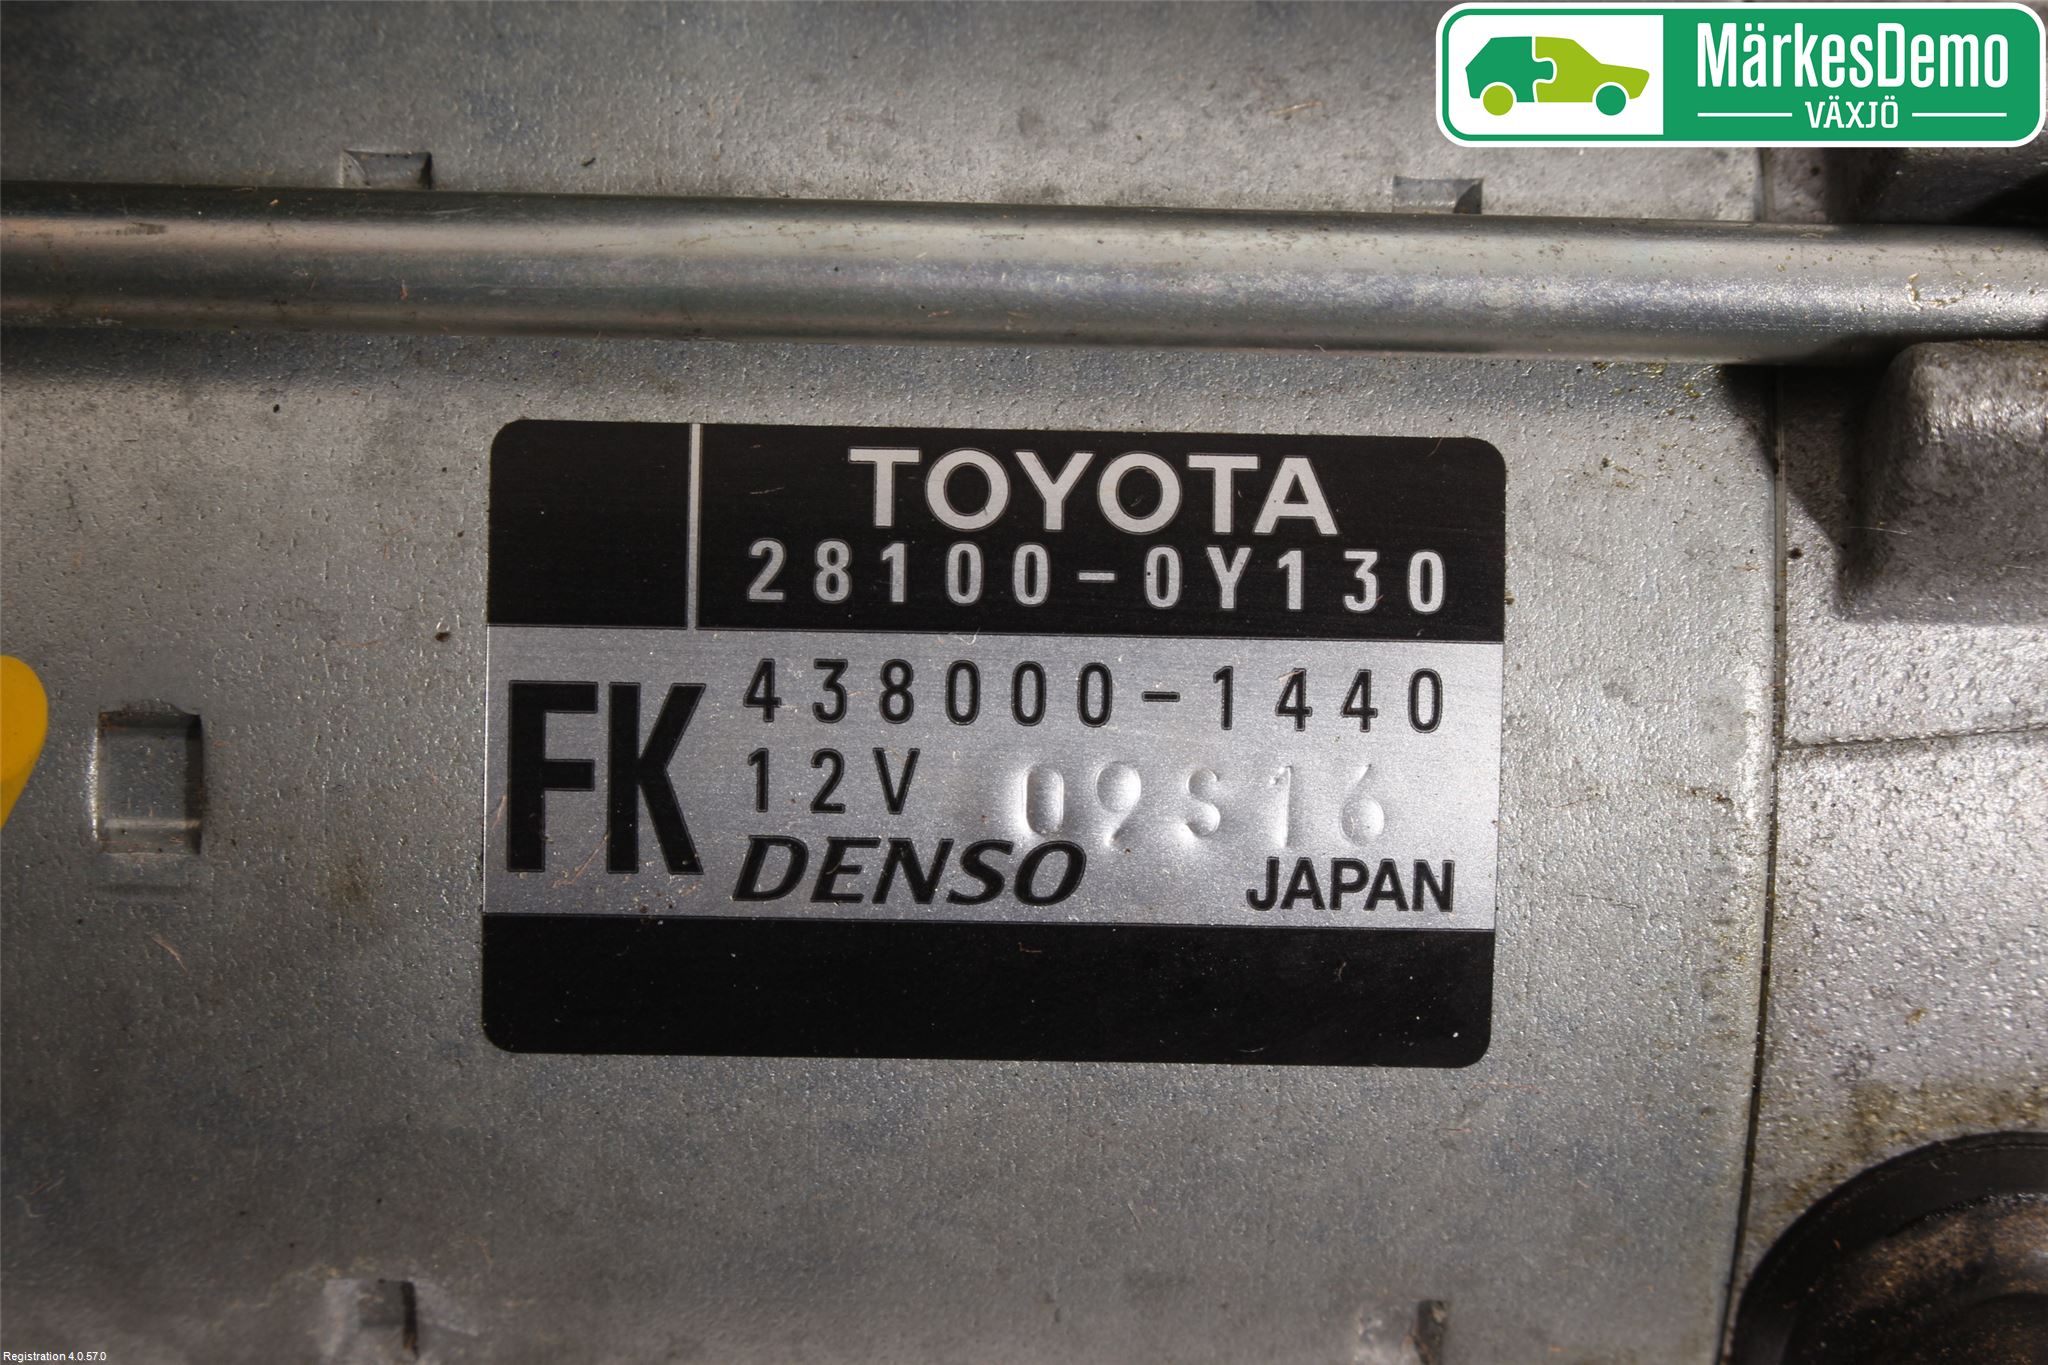 MärkesDemo
VÄXJÖ
TOYOTA
28100-0Y130
FK
438000-1440
12V 09S16
DENSO JAPAN
Registration 4.0.57.0